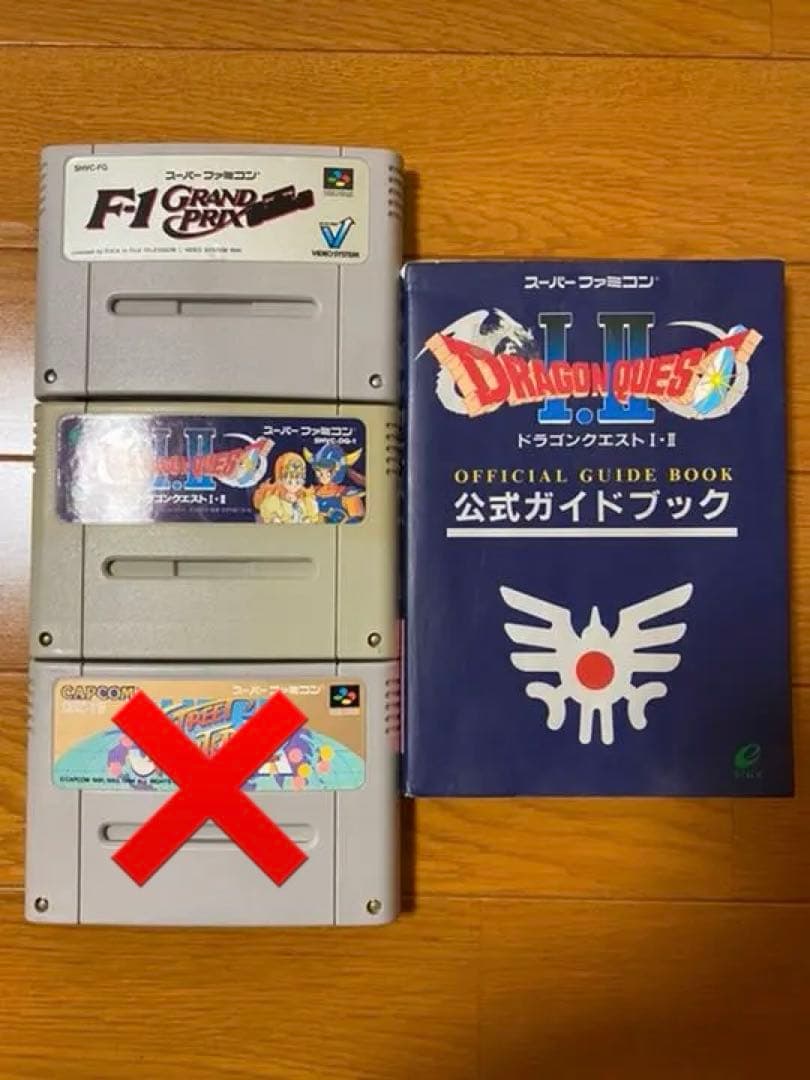 SHVC-FG
スーパーファミコン
F-1 GRAND PRIX
VIDEO SYSTEM
スーパーファミコン
SHVC-DQ-1
I.II
DRAGON QUEST
ドラゴンクエストI・II
CAPCOM
スーパーファミコン
スーパーファミコン
I.II
DRAGON QUEST
ドラゴンクエストI・II
OFFICIAL GUIDE BOOK
公式ガイドブック